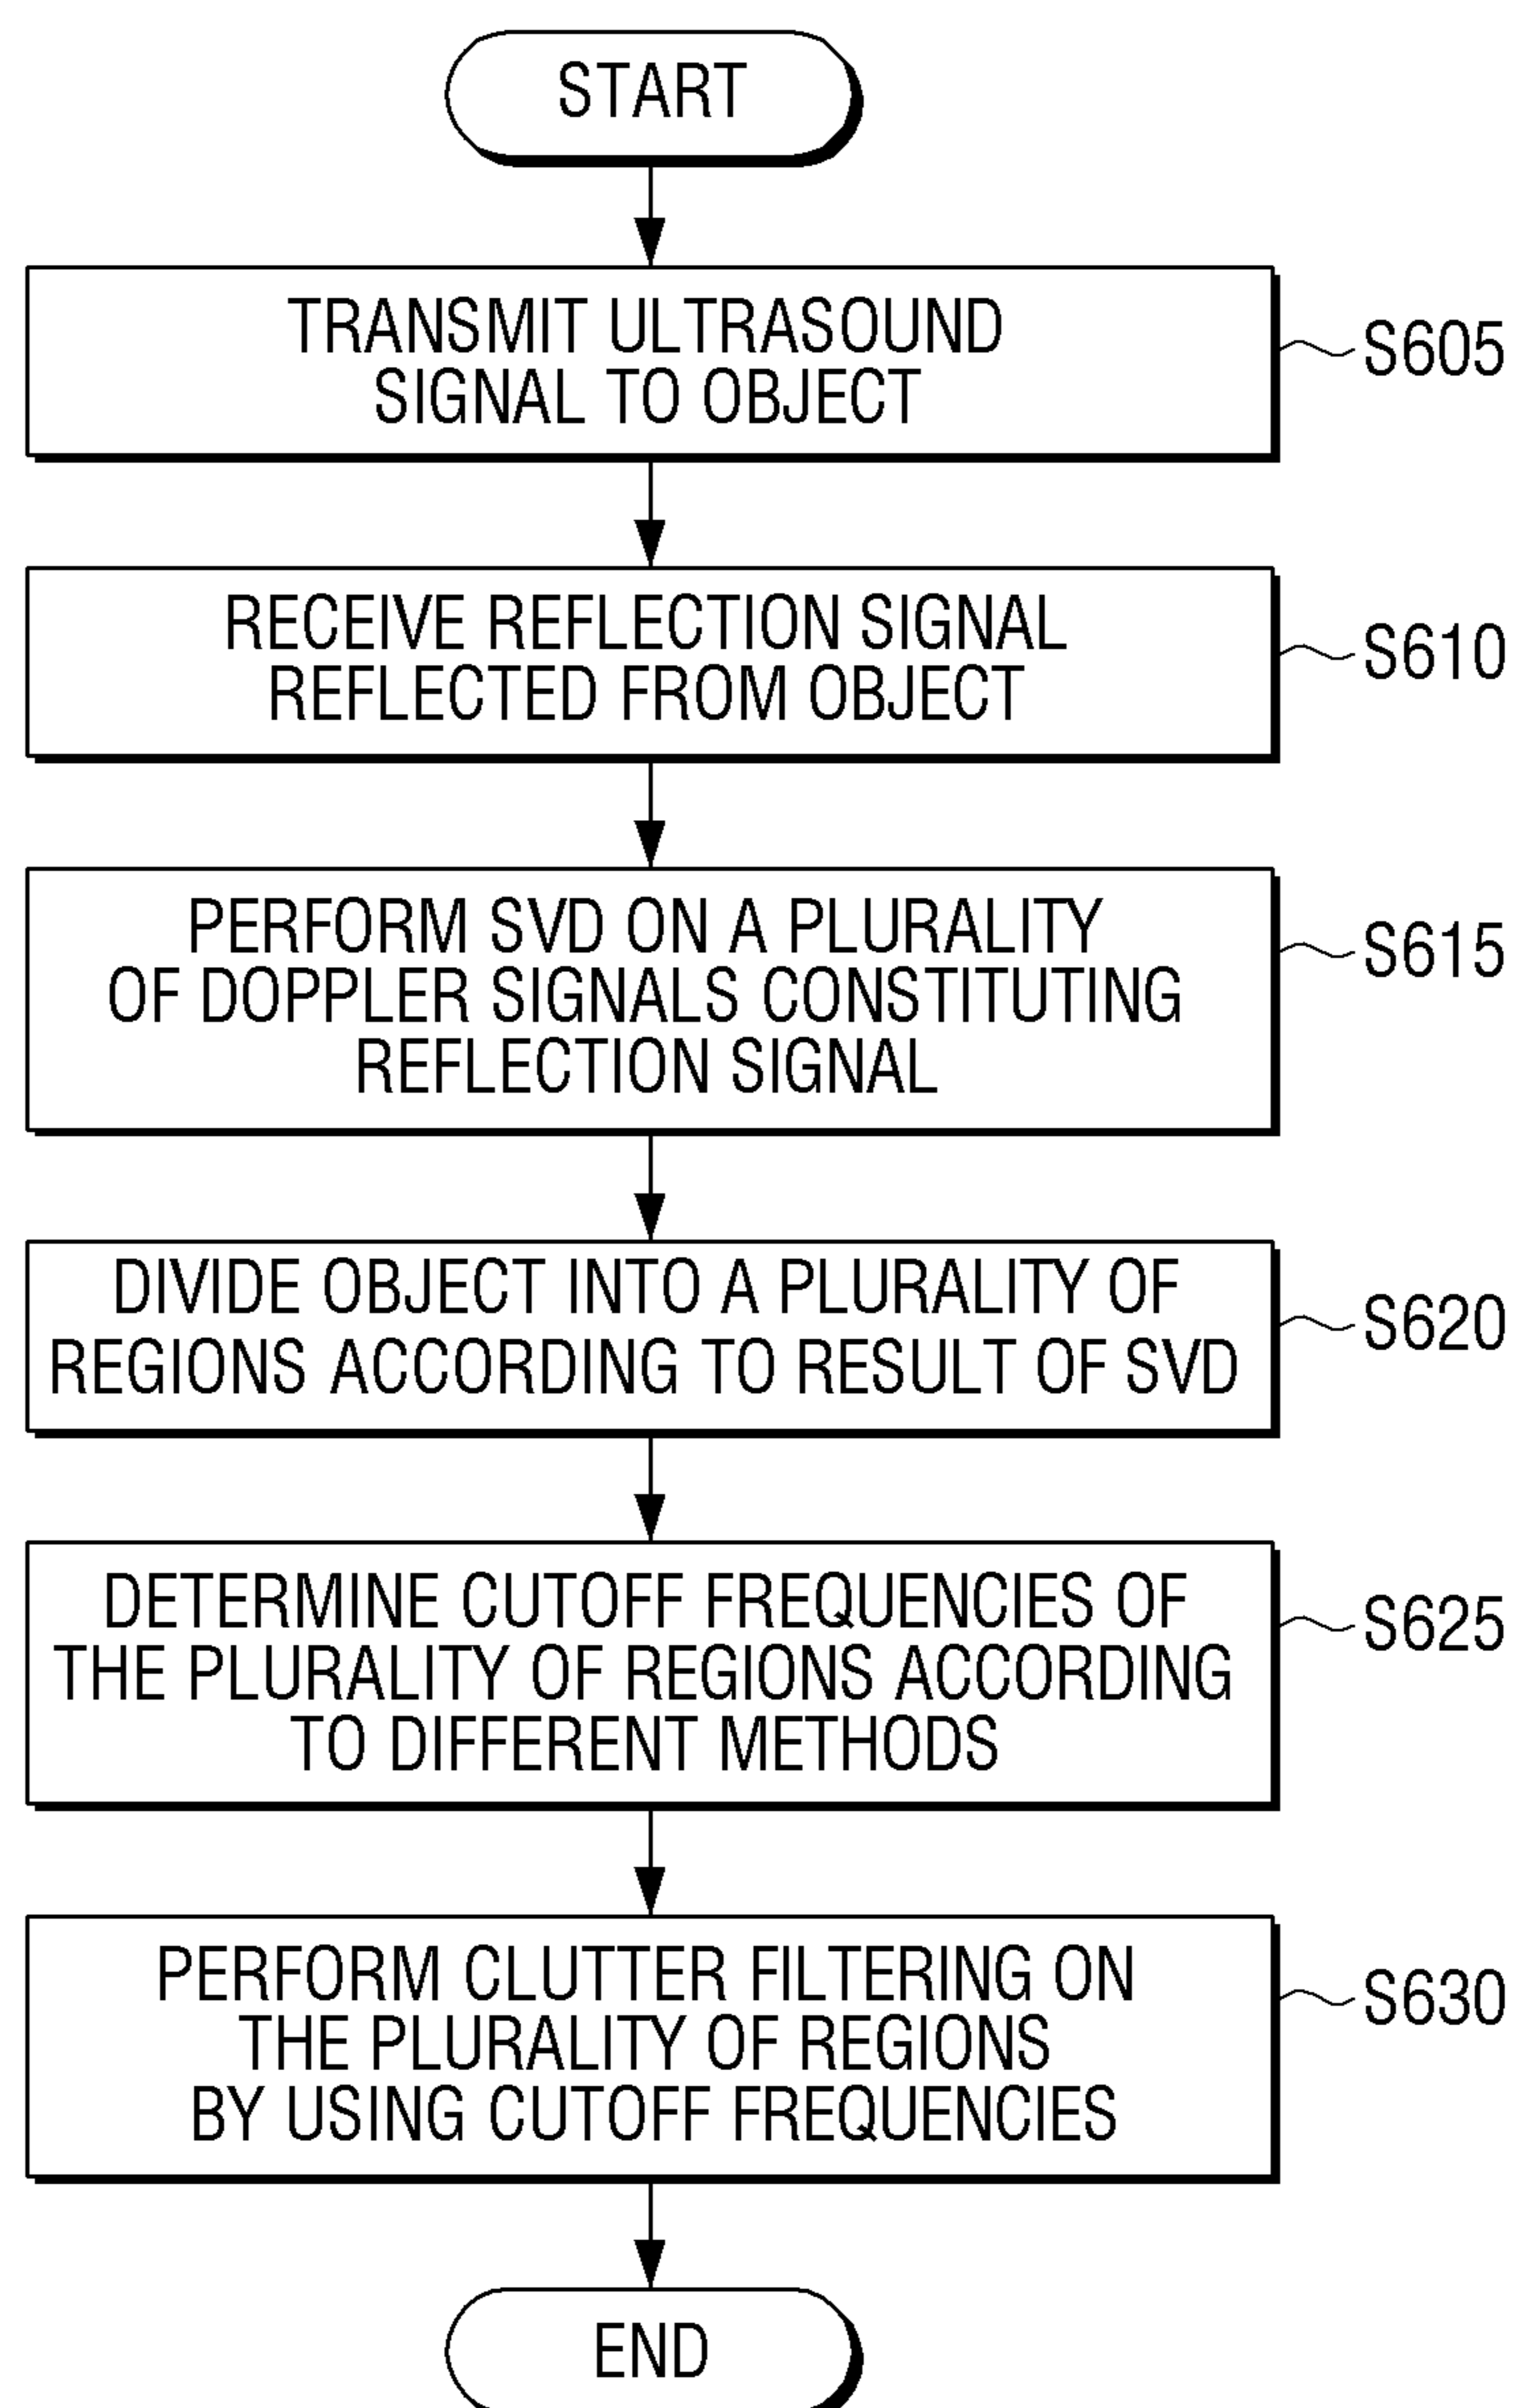 START
TRANSMIT ULTRASOUND
SIGNAL TO OBJECT
S605
RECEIVE REFLECTION SIGNAL
REFLECTED FROM OBJECT
S610
PERFORM SVD ON A PLURALITY
OF DOPPLER SIGNALS CONSTITUTING
REFLECTION SIGNAL
S615
DIVIDE OBJECT INTO A PLURALITY OF
REGIONS ACCORDING TO RESULT OF SVD
S620
DETERMINE CUTOFF FREQUENCIES OF
THE PLURALITY OF REGIONS ACCORDING
TO DIFFERENT METHODS
S625
PERFORM CLUTTER FILTERING ON
THE PLURALITY OF REGIONS
BY USING CUTOFF FREQUENCIES
S630
END